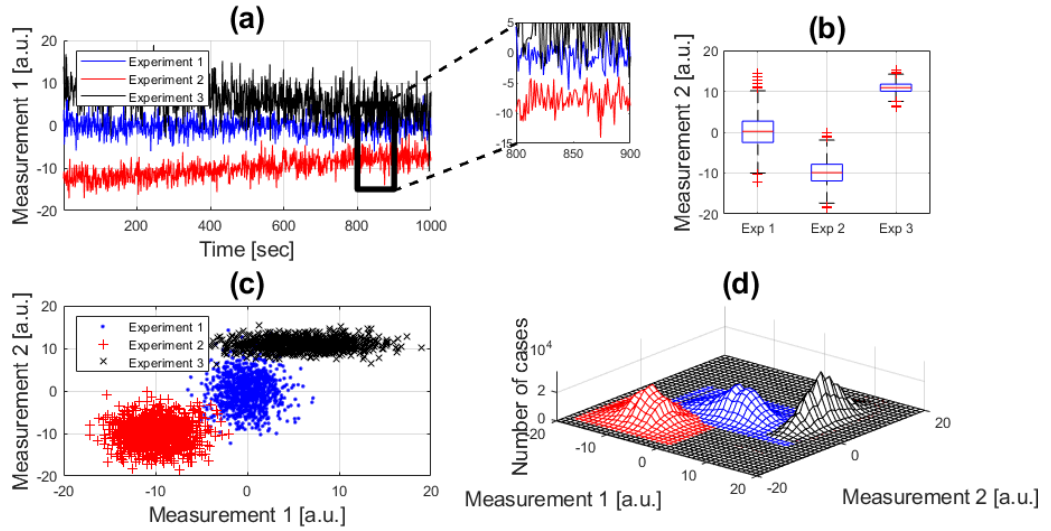 (a)
Measurement 1 [a.u.]
20
10
0
-10
-20
Experiment 1
Experiment 2
Experiment 3
200
400
600
800
1000
Time [sec]
5
0
-5
-10
-15
800
850
900
(b)
Measurement 2 [a.u.]
20
10
0
-10
-20
Exp 1
Exp 2
Exp 3
(c)
Measurement 2 [a.u.]
20
10
0
-10
-20
Experiment 1
Experiment 2
Experiment 3
-20
-10
0
10
20
Measurement 1 [a.u.]
(d)
Number of cases
10^4
2
0
-20
-10
0
10
20
Measurement 1 [a.u.]
-20
0
20
Measurement 2 [a.u.]